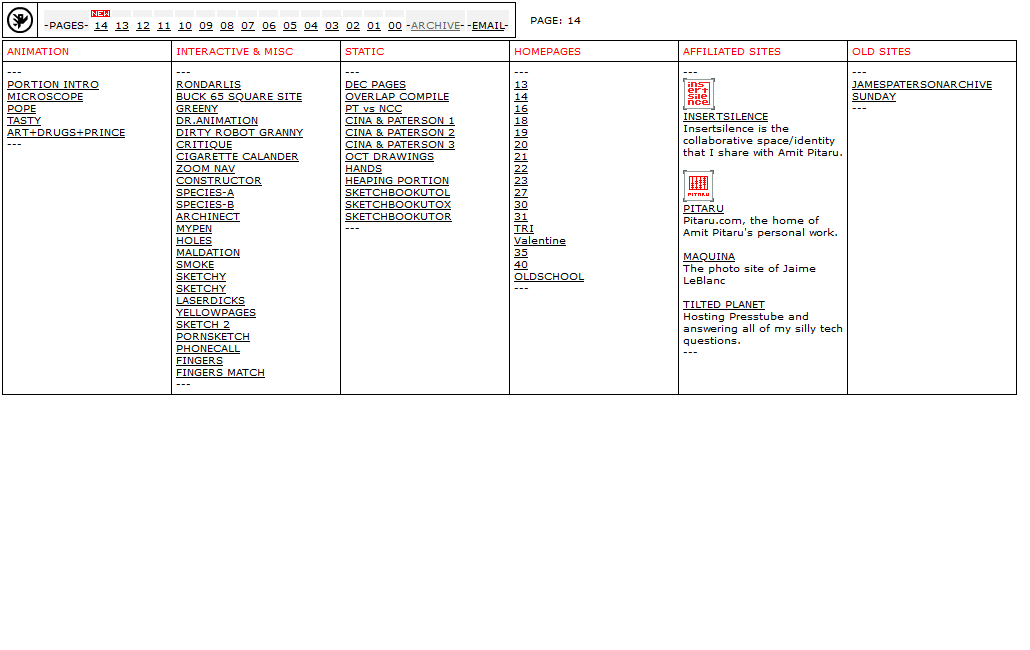 NEW
-PAGES- 14 13 12 11 10 09 08 07 06 05 04 03 02 01 00 -ARCHIVE- -EMAIL-
PAGE: 14
ANIMATION
---
PORTION INTRO
MICROSCOPE
POPE
TASTY
ART+DRUGS+PRINCE
---
INTERACTIVE & MISC
---
RONDARLIS
BUCK 65 SQUARE SITE
GREENY
DR.ANIMATION
DIRTY ROBOT GRANNY
CRITIQUE
CIGARETTE CALANDER
ZOOM NAV
CONSTRUCTOR
SPECIES-A
SPECIES-B
ARCHINECT
MYPEN
HOLES
MALDATION
SMOKE
SKETCHY
SKETCHY
LASERDICKS
YELLOWPAGES
SKETCH 2
PORNSKETCH
PHONECALL
FINGERS
FINGERS MATCH
---
STATIC
---
DEC PAGES
OVERLAP COMPILE
PT vs NCC
CINA & PATERSON 1
CINA & PATERSON 2
CINA & PATERSON 3
OCT DRAWINGS
HANDS
HEAPING PORTION
SKETCHBOOKUTOL
SKETCHBOOKUTOX
SKETCHBOOKUTOR
---
HOMEPAGES
---
13
14
16
18
19
20
21
22
23
27
30
31
TRI
Valentine
35
40
OLDSCHOOL
---
AFFILIATED SITES
---
ins
ert
sile
nce
INSERTSILENCE
Insertsilence is the
collaborative space/identity
that I share with Amit Pitaru.
PITARU
PITARU
Pitaru.com, the home of
Amit Pitaru's personal work.
MAQUINA
The photo site of Jaime
LeBlanc
TILTED PLANET
Hosting Presstube and
answering all of my silly tech
questions.
---
OLD SITES
---
JAMESPATERSONARCHIVE
SUNDAY
---